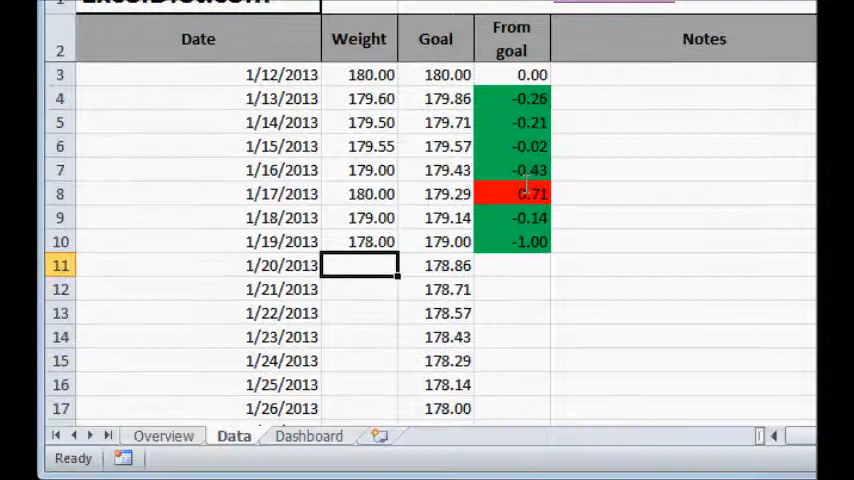 1
2 Date Weight Goal From goal Notes
3 1/12/2013 180.00 180.00 0.00
4 1/13/2013 179.60 179.86 -0.26
5 1/14/2013 179.50 179.71 -0.21
6 1/15/2013 179.55 179.57 -0.02
7 1/16/2013 179.00 179.43 -0.43
8 1/17/2013 180.00 179.29 0.71
9 1/18/2013 179.00 179.14 -0.14
10 1/19/2013 178.00 179.00 -1.00
11 1/20/2013 178.86
12 1/21/2013 178.71
13 1/22/2013 178.57
14 1/23/2013 178.43
15 1/24/2013 178.29
16 1/25/2013 178.14
17 1/26/2013 178.00
Overview Data Dashboard
Ready